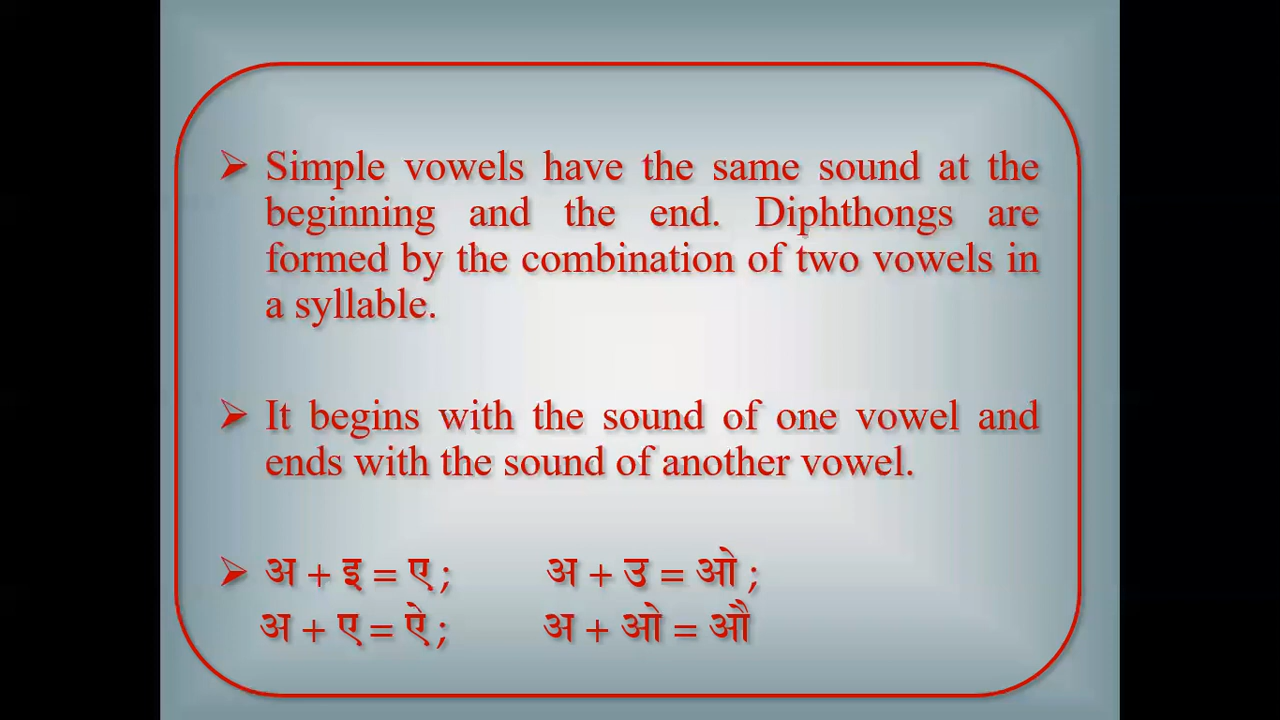 ➢ Simple vowels have the same sound at the
beginning and the end. Diphthongs are
formed by the combination of two vowels in
a syllable.
➢ It begins with the sound of one vowel and
ends with the sound of another vowel.
➢ अ + इ = ए ; अ + उ = ओ ;
अ + ए = ऐ ; अ + ओ = औ